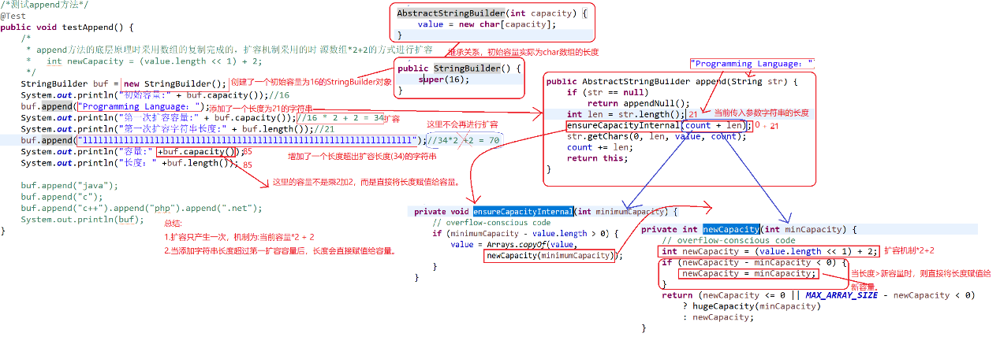 /*测试append方法*/
@Test
public void testAppend() {
/*
* append方法的底层原理时采用数组的复制完成的，扩容机制采用的时 源数组*2+2的方式进行扩容
* int newCapacity = (value.length << 1) + 2;
*/
StringBuilder buf = new StringBuilder(); 创建了一个初始容量为16的StringBuilder对象
System.out.println("初始容量:" + buf.capacity());//16
buf.append("Programming Language: "); 添加了一个长度为21的字符串
System.out.println("第一次扩容容量:" + buf.capacity());//16 * 2 + 2 = 34 扩容
System.out.println("第一次扩容字符串长度:" + buf.length());//21
这里不会再进行扩容
//34*2 +2 = 70
增加了一个长度超出扩容长度(34)的字符串
System.out.println("容量:" +buf.capacity()); 85
System.out.println("长度: " +buf.length()); 85
这里的容量不是乘2加2，而是直接将长度赋值给容量。
buf.append("java");
buf.append("c");
buf.append("c++").append("php").append(".net");
System.out.println(buf);
}
总结:
1.扩容只产生一次，机制为:当前容量*2 + 2
2.当添加字符串长度超过第一扩容容量后，长度会直接赋值给容量。
AbstractStringBuilder(int capacity) {
value = new char[capacity];
}
继承关系，初始容量实际为char数组的长度
public StringBuilder() {
super(16);
}
"Programming Language: "
public AbstractStringBuilder append(String str) {
if (str == null)
return appendNull();
int len = str.length(); 21 当前传入参数字符串的长度
ensureCapacityInternal(count + len); 0 + 21
str.getChars(0, len, value, count);
count += len;
return this;
}
private void ensureCapacityInternal(int minimumCapacity) {
// overflow-conscious code
if (minimumCapacity - value.length > 0) {
value = Arrays.copyOf(value,
newCapacity(minimumCapacity));
}
}
private int newCapacity(int minCapacity) {
// overflow-conscious code
int newCapacity = (value.length << 1) + 2; 扩容机制*2+2
if (newCapacity - minCapacity < 0) {
newCapacity = minCapacity;
}
当长度>新容量时，则直接将长度赋值给
新容量。
return (newCapacity <= 0 || MAX_ARRAY_SIZE - newCapacity < 0)
? hugeCapacity(minCapacity)
: newCapacity;
}